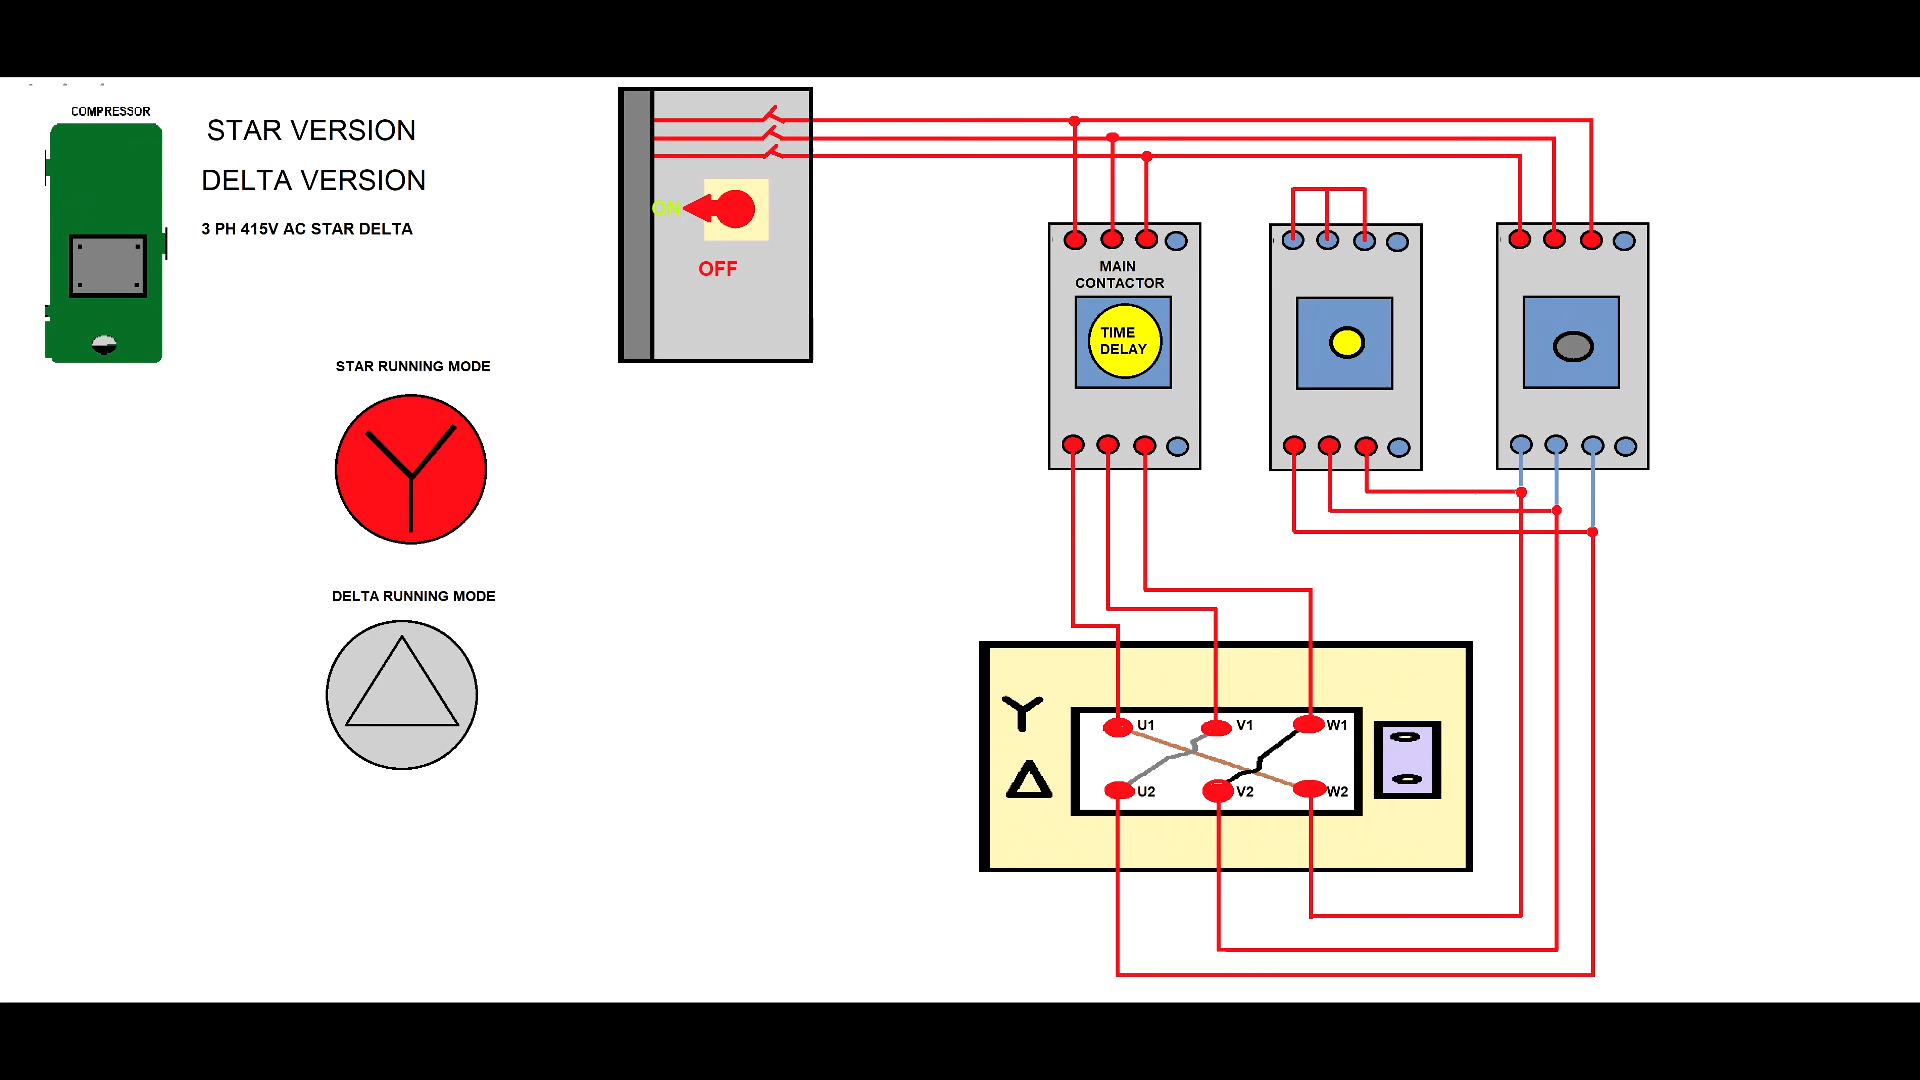 COMPRESSOR
STAR VERSION
DELTA VERSION
3 PH 415V AC STAR DELTA
ON
OFF
MAIN
CONTACTOR
TIME
DELAY
STAR RUNNING MODE
DELTA RUNNING MODE
U1 V1 W1
U2 V2 W2